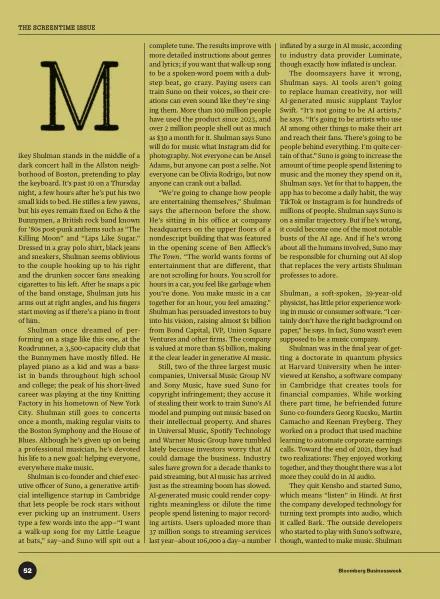 THE SCREENTIME ISSUE
M
ikey Shulman stands in the middle of a
dark concert hall in the Allston neigh-
borhood of Boston, pretending to play
the keyboard. It's past 10 on a Thursday
night, a few hours after he's put his two
small kids to bed. He stifles a few yawns,
but his eyes remain fixed on Echo & the
Bunnymen, a British rock band known
for '80s post-punk anthems such as "The
Killing Moon" and "Lips Like Sugar."
Dressed in a gray polo shirt, black jeans
and sneakers, Shulman seems oblivious
to the couple hooking up to his right and
the drunken soccer fans sneaking
cigarettes to his left. After he snaps a pic
of the band onstage, Shulman juts his
arms out at right angles, and his fingers
start moving as if there's a piano in front
of him.
Shulman once dreamed of per-
forming on a stage like this one, at the
Roadrunner, a 3,500-capacity club that
the Bunnymen have mostly filled. He
played piano as a kid and was a bass-
ist in bands throughout high school
and college; the peak of his short-lived
career was playing at the tiny Knitting
Factory in his hometown of New York
City. Shulman still goes to concerts
once a month, making regular visits to
the Boston Symphony and the House of
Blues. Although he's given up on being
a professional musician, he's devoted
his life to a new goal: helping everyone,
everywhere make music.
Shulman is co-founder and chief exec-
utive officer of Suno, a generative artifi-
cial intelligence startup in Cambridge
that lets people be rock stars without
ever picking up an instrument. Users
type a few words into the app—"I want
a walk-up song for my Little League
at bats," say—and Suno will spit out a
complete tune. The results improve with
more detailed instructions about genres
and lyrics; if you want that walk-up song
to be a spoken-word poem with a dub-
step beat, go crazy. Paying users can
train Suno on their voices, so their cre-
ations can even sound like they're sing-
ing them. More than 100 million people
have used the product since 2023, and
over 2 million people shell out as much
as $30 a month for it. Shulman says Suno
will do for music what Instagram did for
photography. Not everyone can be Ansel
Adams, but anyone can post a selfie. Not
everyone can be Olivia Rodrigo, but now
anyone can crank out a ballad.
"We're going to change how people
are entertaining themselves," Shulman
says the afternoon before the show.
He's sitting in his office at company
headquarters on the upper floors of a
nondescript building that was featured
in the opening scene of Ben Affleck's
The Town. "The world wants forms of
entertainment that are different, that
are not scrolling for hours. You scroll for
hours in a car, you feel like garbage when
you're done. You make music in a car
together for an hour, you feel amazing."
Shulman has persuaded investors to buy
into his vision, raising almost $1 billion
from Bond Capital, IVP, Union Square
Ventures and other firms. The company
is valued at more than $5 billion, making
it the clear leader in generative AI music.
Still, two of the three largest music
companies, Universal Music Group NV
and Sony Music, have sued Suno for
copyright infringement; they accuse it
of stealing their work to train Suno's AI
model and pumping out music based on
their intellectual property. And shares
in Universal Music, Spotify Technology
and Warner Music Group have tumbled
lately because investors worry that AI
could damage the business. Industry
sales have grown for a decade thanks to
paid streaming, but AI music has arrived
just as the streaming boom has slowed.
AI-generated music could render copy-
rights meaningless or dilute the time
people spend listening to major record-
ing artists. Users uploaded more than
37 million songs to streaming services
last year—about 106,000 a day—a number
inflated by a surge in AI music, according
to industry data provider Luminate,
though exactly how inflated is unclear.
The doomsayers have it wrong,
Shulman says. AI tools aren't going
to replace human creativity, nor will
AI-generated music supplant Taylor
Swift. "It's not going to be AI artists,"
he says. "It's going to be artists who use
AI among other things to make their art
and reach their fans. There's going to be
people behind everything. I'm quite cer-
tain of that." Suno is going to increase the
amount of time people spend listening
to music and the money they spend on it,
Shulman says. Yet for that to happen, the
app has to become a daily habit, the way
TikTok or Instagram is for hundreds of
millions of people. Shulman says Suno is
on a similar trajectory. But if he's wrong,
it could become one of the most notable
busts of the AI age. And if he's wrong
about all the humans involved, Suno may
be responsible for churning out AI slop
that replaces the very artists Shulman
professes to adore.
Shulman, a soft-spoken, 39-year-old
physicist, has little prior experience work-
ing in music or consumer software. "I cer-
tainly don't have the right background on
paper," he says. In fact, Suno wasn't even
supposed to be a music company.
Shulman was in the final year of get-
ting a doctorate in quantum physics
at Harvard University when he inter-
viewed at Kensho, a software company
in Cambridge that creates tools for
financial companies. While working
there part time, he befriended future
Suno co-founders Georg Kucsko, Martin
Camacho and Keenan Freyberg. They
worked on a product that used machine
learning to automate corporate earnings
calls. Toward the end of 2021, they had
two realizations: They enjoyed working
together, and they thought there was a lot
more they could do in AI audio.
They quit Kensho and started Suno,
which means "listen" in Hindi. At first
the company developed technology for
turning text prompts into audio, which
it called Bark. The outside developers
who started to play with Suno's software,
though, wanted to make music. Shulman
52
Bloomberg Businessweek